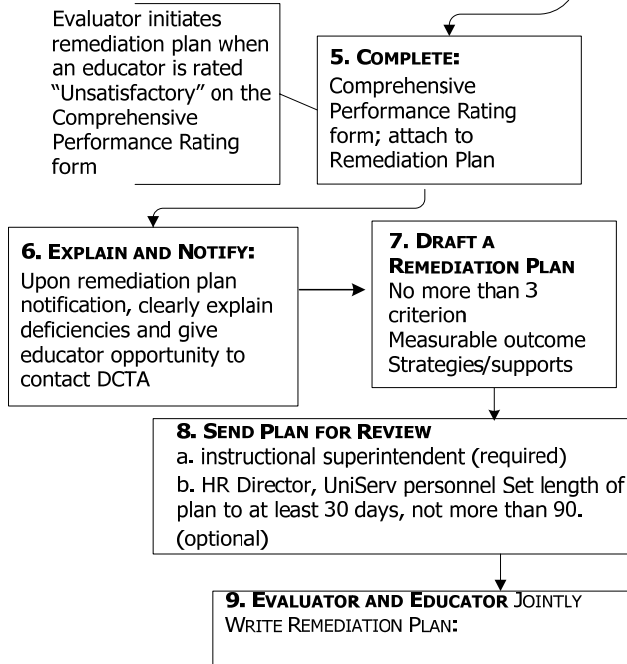 Evaluator initiates
remediation plan when
an educator is rated
“Unsatisfactory” on the
Comprehensive
Performance Rating
form
5. COMPLETE:
Comprehensive
Performance Rating
form; attach to
Remediation Plan
6. EXPLAIN AND NOTIFY:
Upon remediation plan
notification, clearly explain
deficiencies and give
educator opportunity to
contact DCTA
7. DRAFT A
REMEDIATION PLAN
No more than 3
criterion
Measurable outcome
Strategies/supports
8. SEND PLAN FOR REVIEW
a. instructional superintendent (required)
b. HR Director, UniServ personnel Set length of
plan to at least 30 days, not more than 90.
(optional)
9. EVALUATOR AND EDUCATOR JOINTLY
WRITE REMEDIATION PLAN: